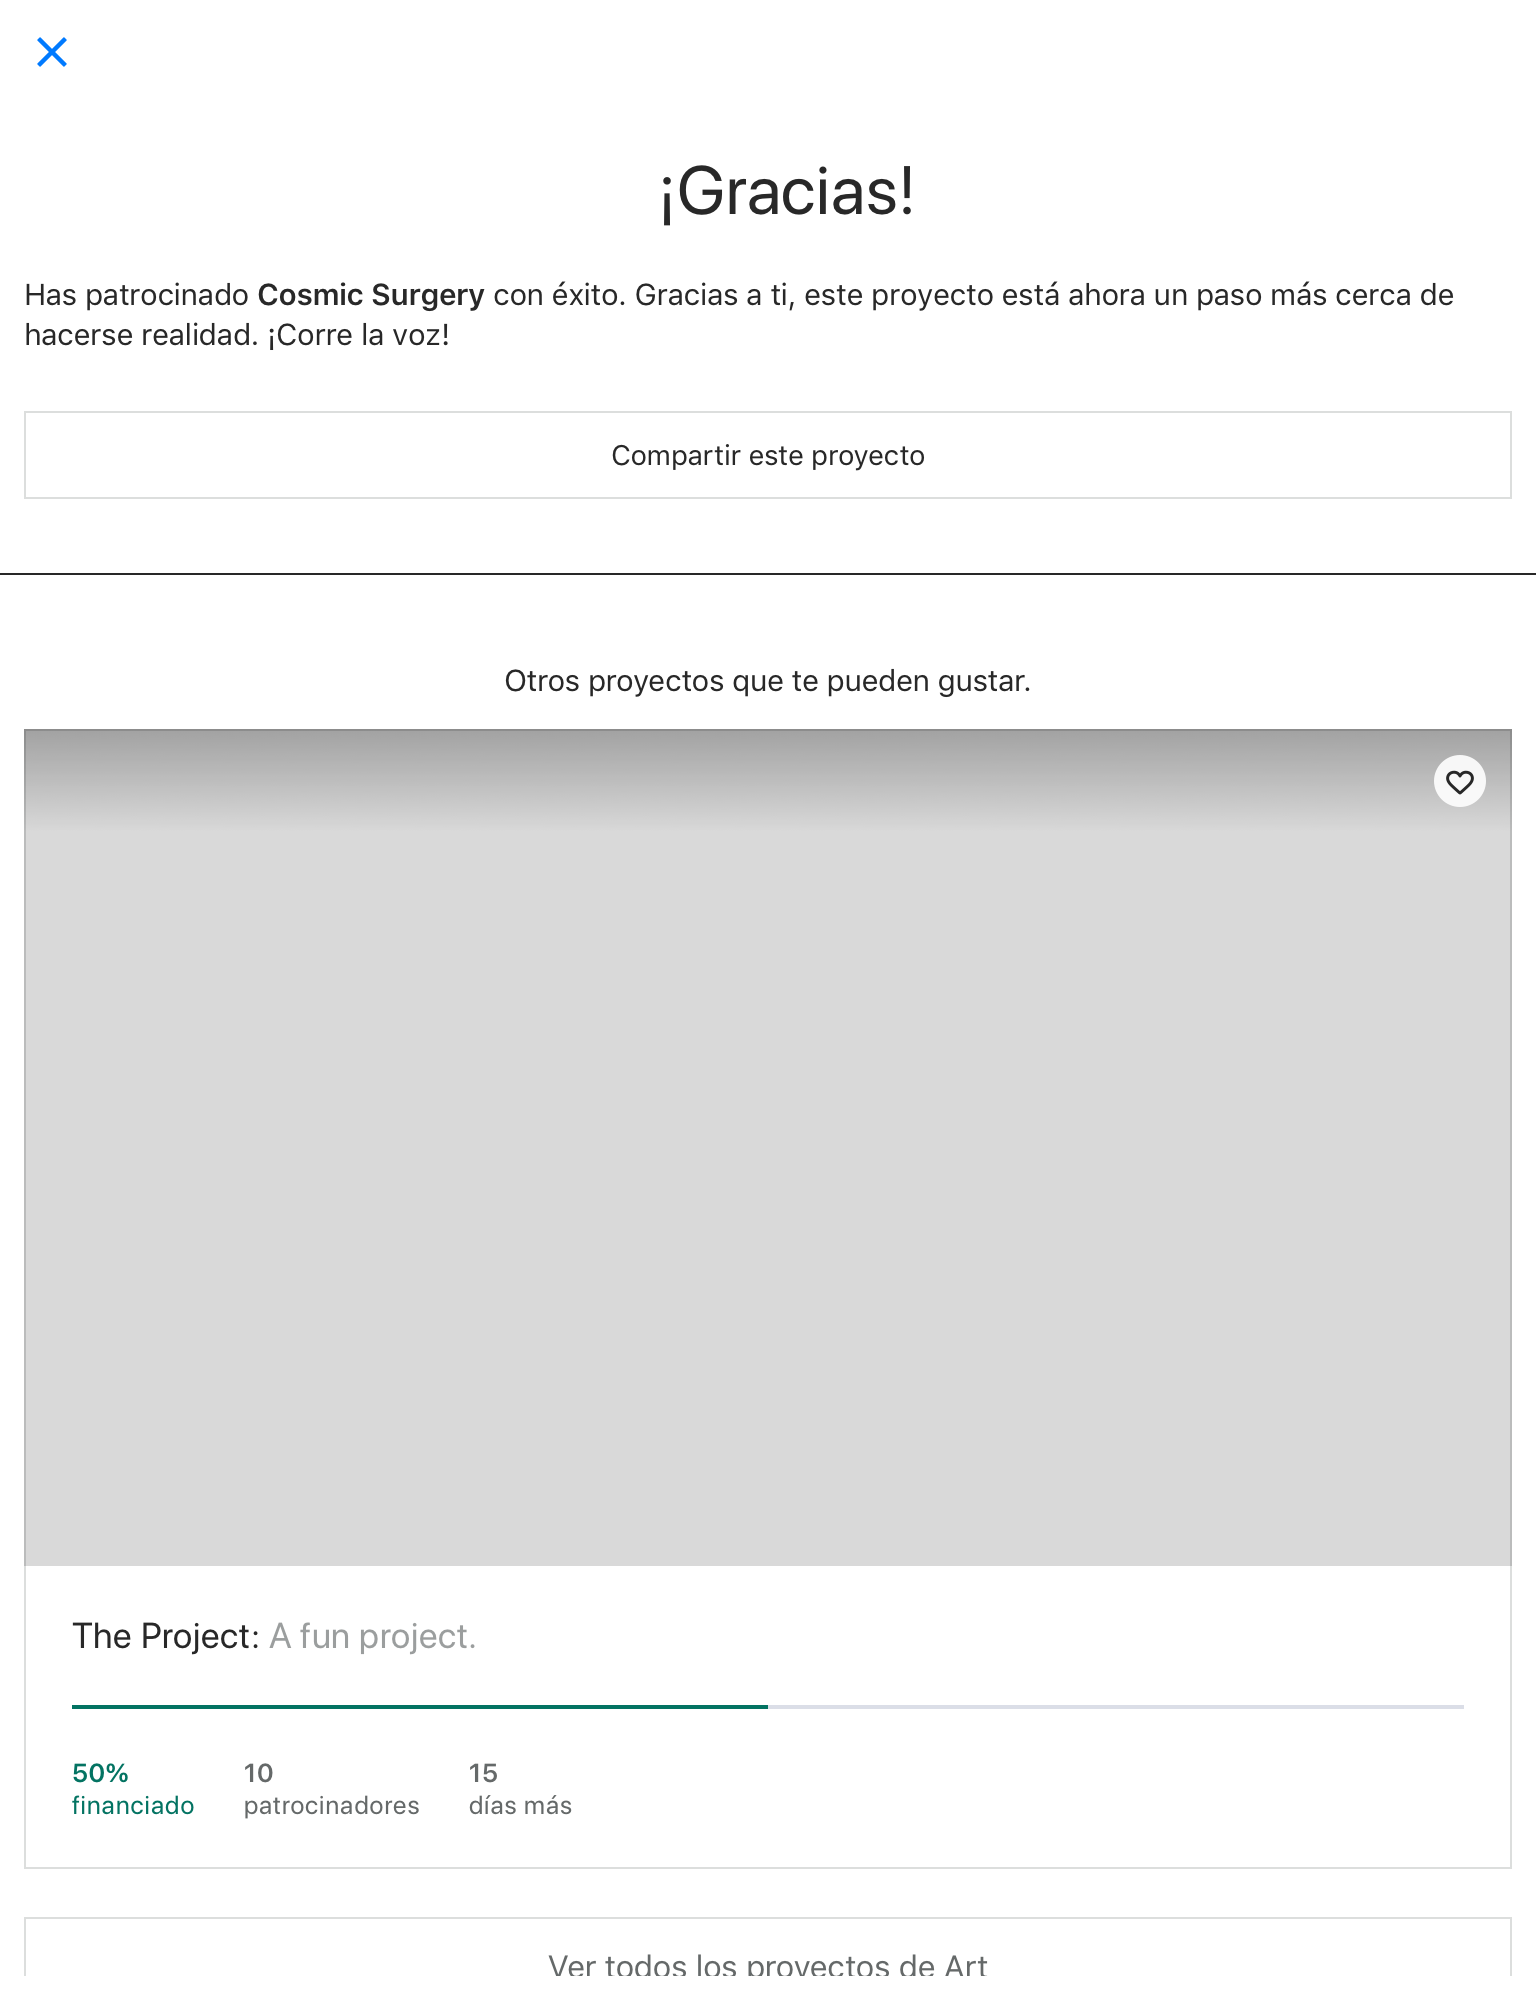 ¡Gracias!
Has patrocinado Cosmic Surgery con éxito. Gracias a ti, este proyecto está ahora un paso más cerca de
hacerse realidad. ¡Corre la voz!
Compartir este proyecto
Otros proyectos que te pueden gustar.
The Project: A fun project.
50% 10 15
financiado patrocinadores días más
Ver todos los proyectos de Art